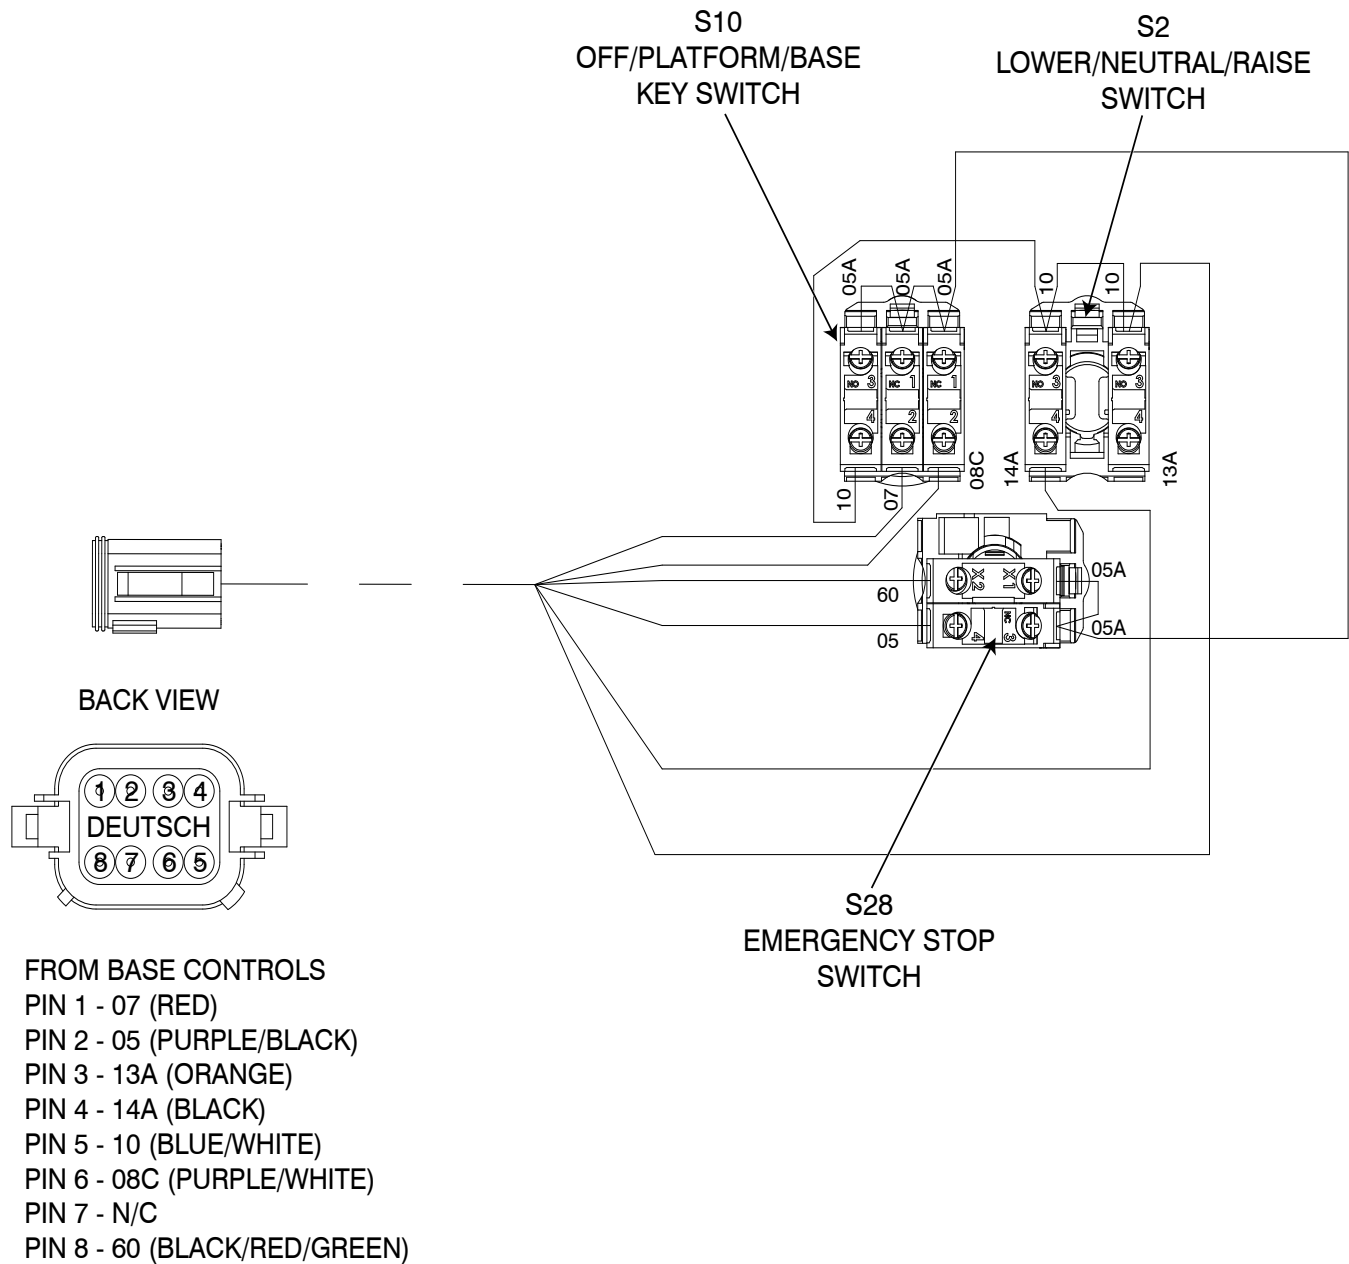 S10
OFF/PLATFORM/BASE
KEY SWITCH
S2
LOWER/NEUTRAL/RAISE
SWITCH
05A
05A
05A
10
10
NO 3
NC 1
NC 1
NO 3
NO 3
4
2
2
4
4
10
07
08C
14A
13A
60
X2
X1
05A
05
4
NC 3
05A
BACK VIEW
1 2 3 4
DEUTSCH
8 7 6 5
S28
EMERGENCY STOP
SWITCH
FROM BASE CONTROLS
PIN 1 - 07 (RED)
PIN 2 - 05 (PURPLE/BLACK)
PIN 3 - 13A (ORANGE)
PIN 4 - 14A (BLACK)
PIN 5 - 10 (BLUE/WHITE)
PIN 6 - 08C (PURPLE/WHITE)
PIN 7 - N/C
PIN 8 - 60 (BLACK/RED/GREEN)